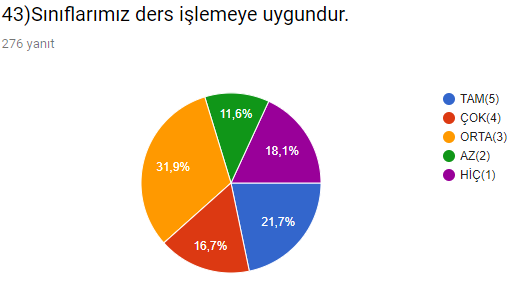 43)Sınıflarımız ders işlemeye uygundur.
276 yanıt
11,6%
18,1%
31,9%
21,7%
16,7%
TAM(5)
ÇOK(4)
ORTA(3)
AZ(2)
HİÇ(1)